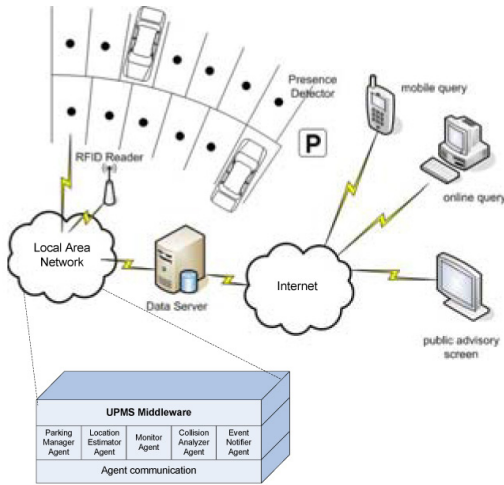 Presence
Detector
mobile query
P
RFID Reader
((•))
online query
Local Area
Network
Internet
Data Server
public advisory
screen
UPMS Middleware
Parking
Manager
Agent
Location
Estimator
Agent
Monitor
Agent
Collision
Analyzer
Agent
Event
Notifier
Agent
Agent communication